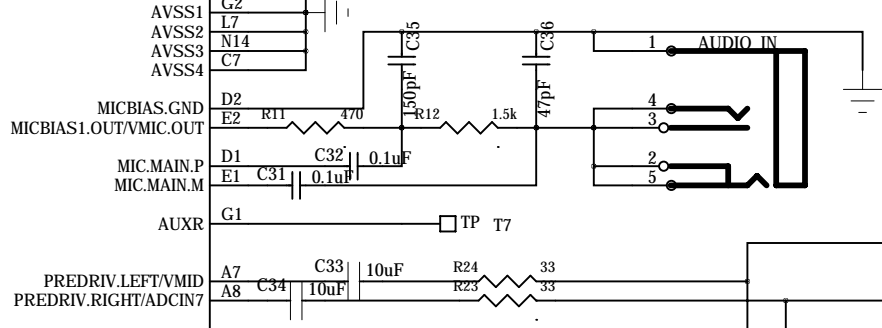 AVSS1 G2
AVSS2 L7
AVSS3 N14
AVSS4 C7
C35
150pF
C36
47pF
1 AUDIO_IN
MICBIAS.GND D2
4
MICBIAS1.OUT/VMIC.OUT E2 R11 470 R12 1.5k
3
MIC.MAIN.P D1 C32 0.1uF
2
MIC.MAIN.M E1 C31 0.1uF
5
AUXR G1 TP T7
PREDRIV.LEFT/VMID A7 C33 10uF R24 33
PREDRIV.RIGHT/ADCIN7 A8 C34 10uF R23 33